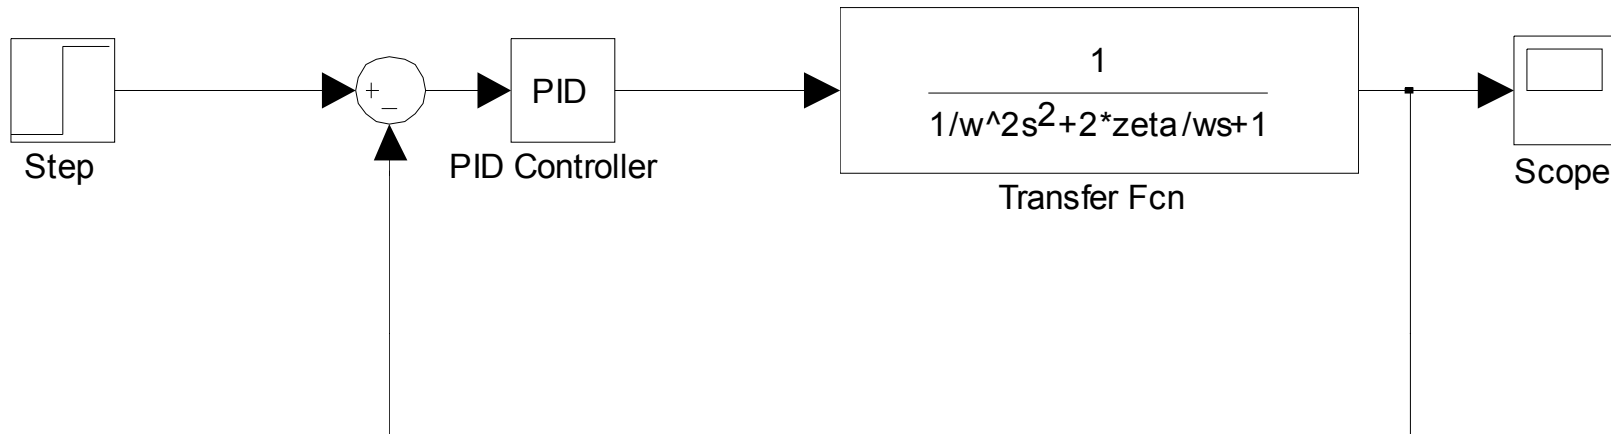 Step
+
−
PID
PID Controller
1
1/w^2s²+2*zeta/ws+1
Transfer Fcn
Scope